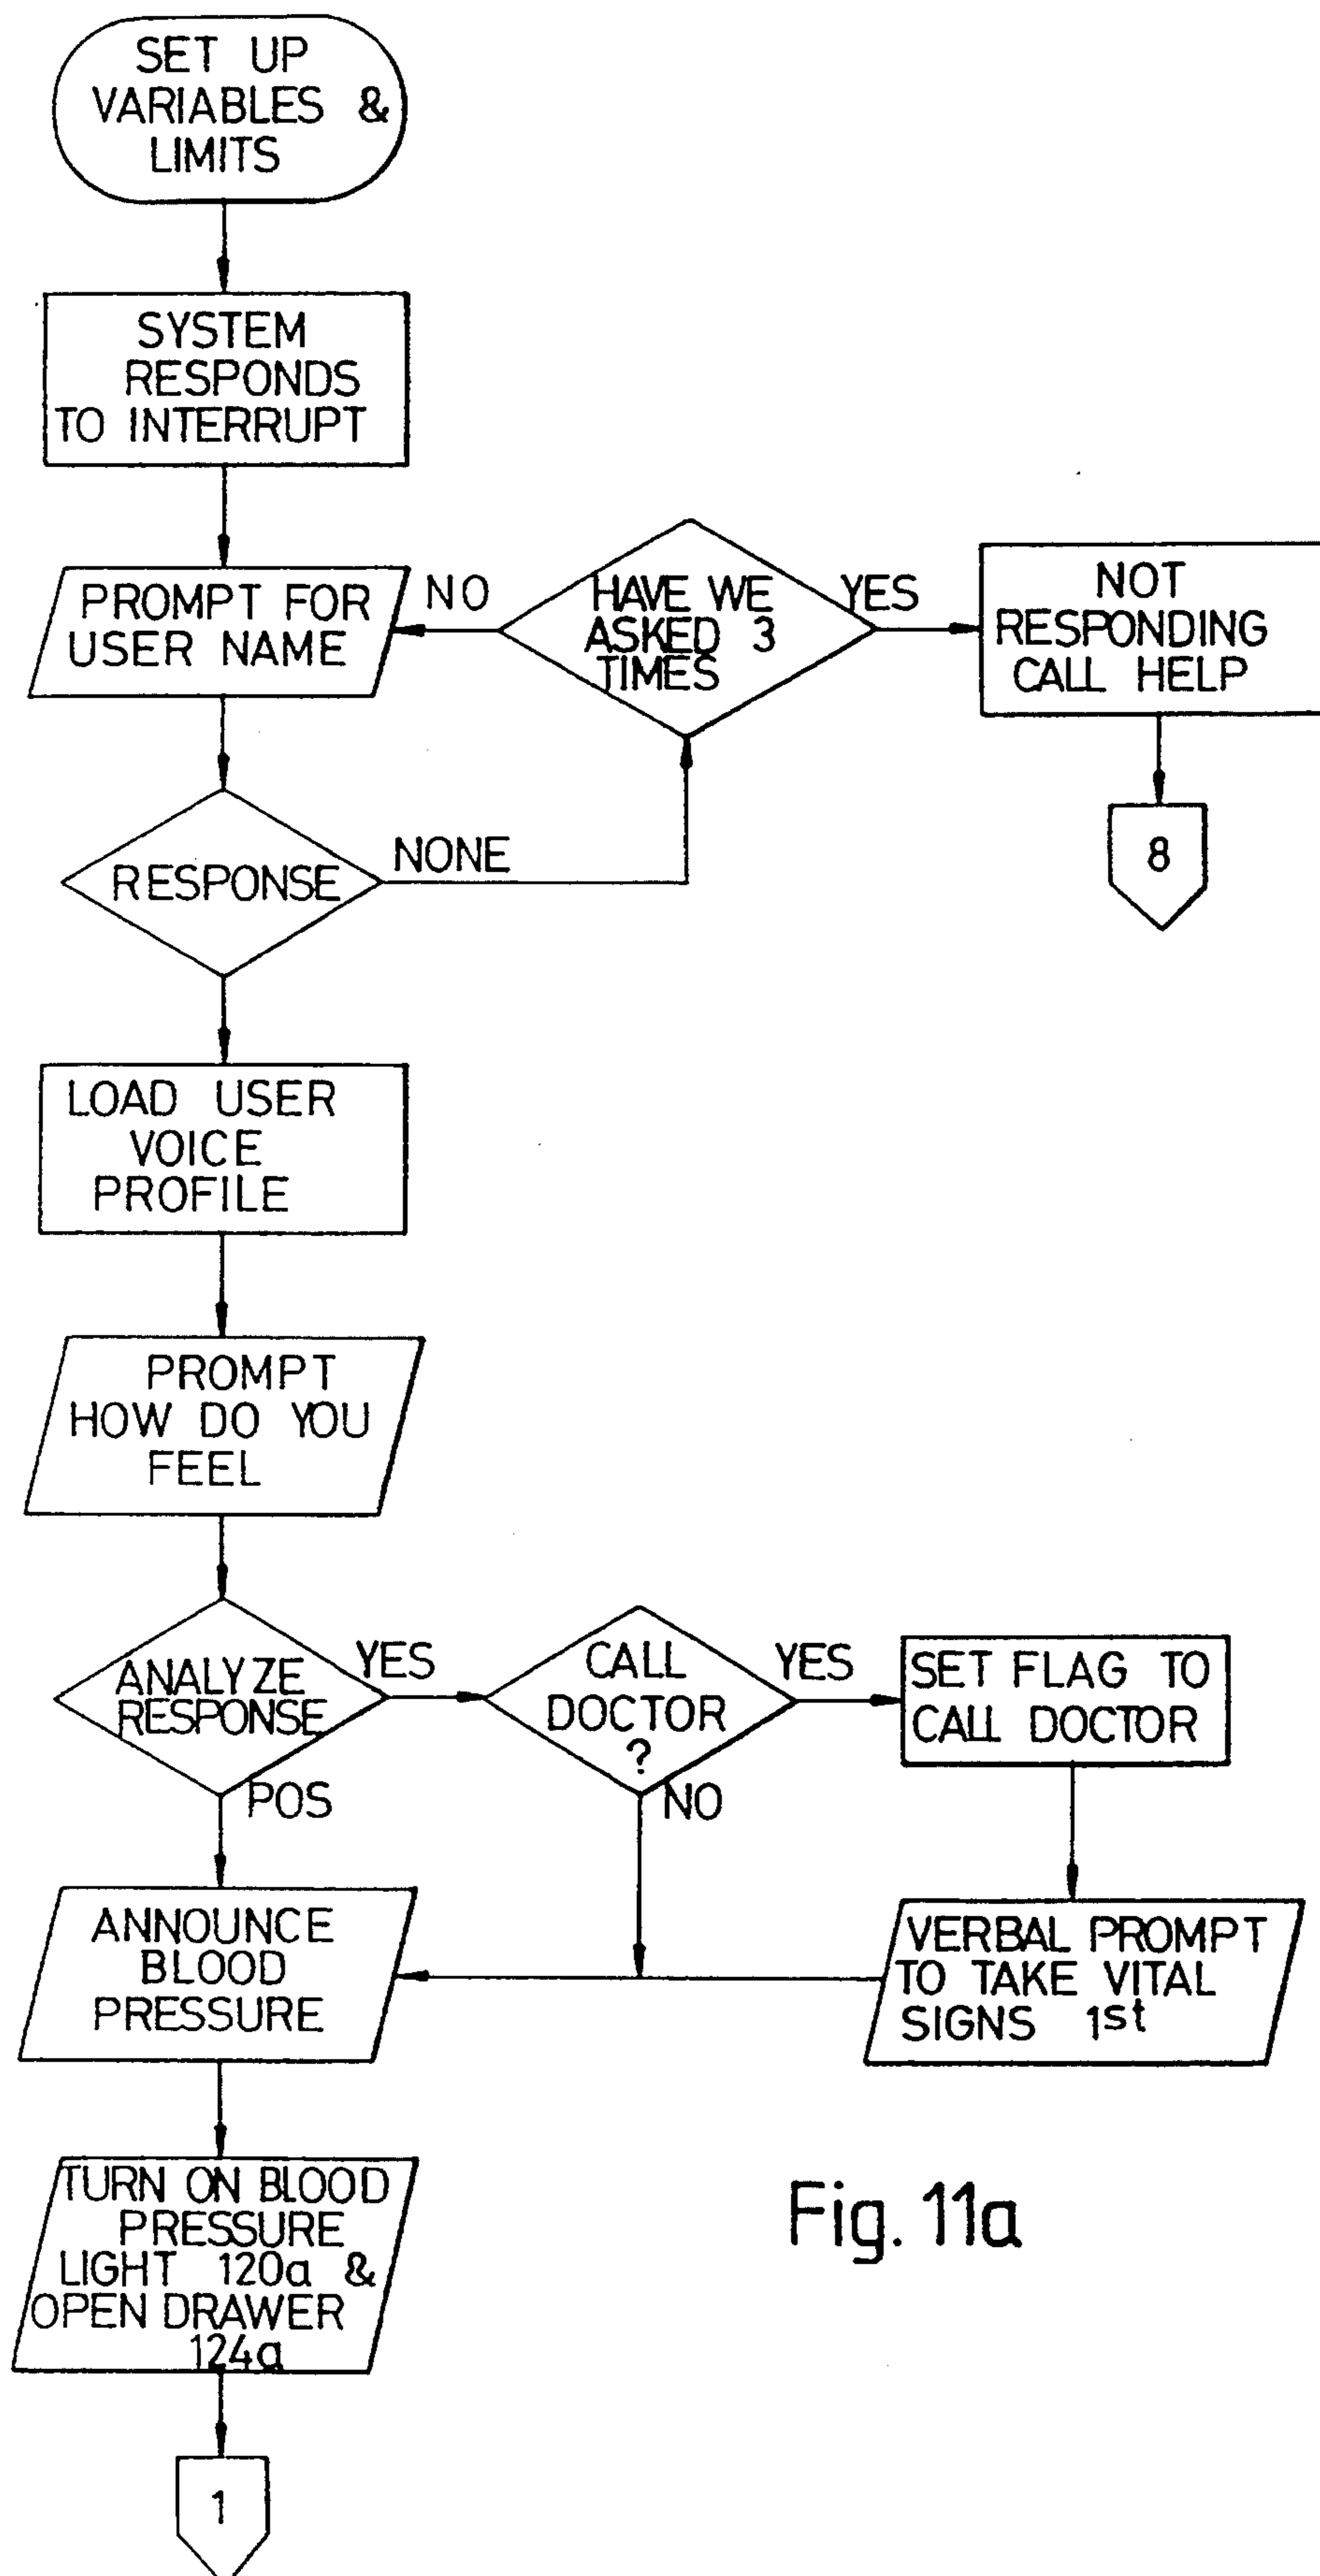 SET UP
VARIABLES &
LIMITS
SYSTEM
RESPONDS
TO INTERRUPT
PROMPT FOR
USER NAME
NO
HAVE WE
ASKED 3
TIMES
YES
NOT
RESPONDING
CALL HELP
8
RESPONSE
NONE
LOAD USER
VOICE
PROFILE
PROMPT
HOW DO YOU
FEEL
ANALYZE
RESPONSE
YES
POS
CALL
DOCTOR
?
YES
NO
SET FLAG TO
CALL DOCTOR
VERBAL PROMPT
TO TAKE VITAL
SIGNS 1st
ANNOUNCE
BLOOD
PRESSURE
TURN ON BLOOD
PRESSURE
LIGHT 120a &
OPEN DRAWER
124a
1
Fig. 11a